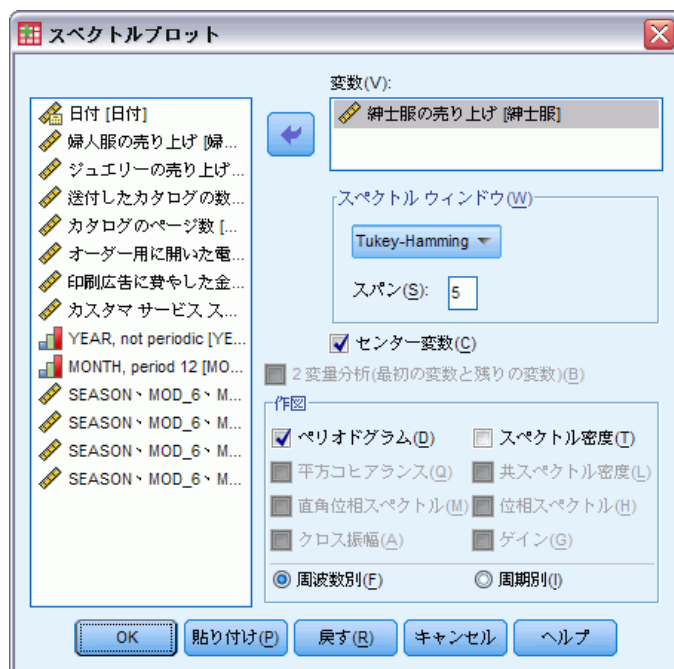 スペクトルプロット
変数(V):
日付 [日付]
婦人服の売り上げ [婦...
ジュエリーの売り上げ...
送付したカタログの数...
カタログのページ数 [...
オーダー用に開いた電...
印刷広告に費やした金...
カスタマ サービス ス...
YEAR, not periodic [YE...
MONTH, period 12 [MO...
SEASON、MOD_6、M...
SEASON、MOD_6、M...
SEASON、MOD_6、M...
SEASON、MOD_6、M...
紳士服の売り上げ [紳士服]
スペクトル ウィンドウ(W)
Tukey-Hamming
スパン(S): 5
センター変数(C)
2 変量分析(最初の変数と残りの変数)(B)
作図
ペリオドグラム(D) スペクトル密度(T)
平方コヒアランス(Q) 共スペクトル密度(L)
直角位相スペクトル(M) 位相スペクトル(H)
クロス振幅(A) ゲイン(G)
周波数別(F) 周期別(I)
OK 貼り付け(P) 戻す(R) キャンセル ヘルプ